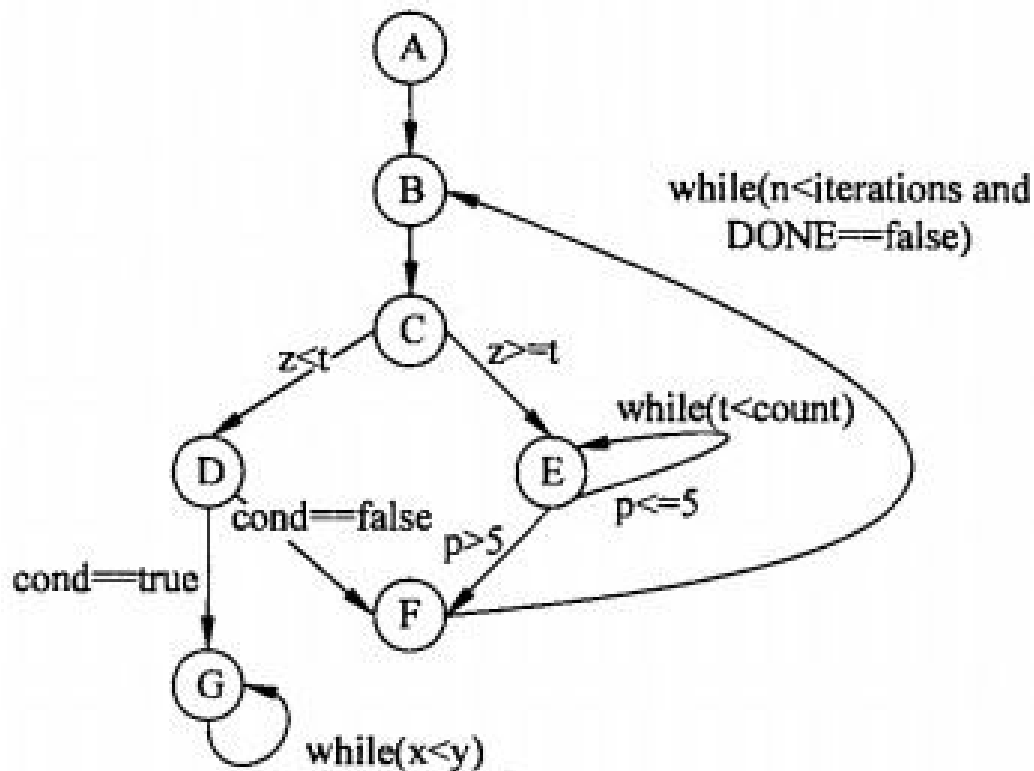 A
B
while(n<iterations and
DONE==false)
C
z<t
z>=t
while(t<count)
D
E
cond==false
p<=5
p>5
cond==true
F
G
while(x<y)